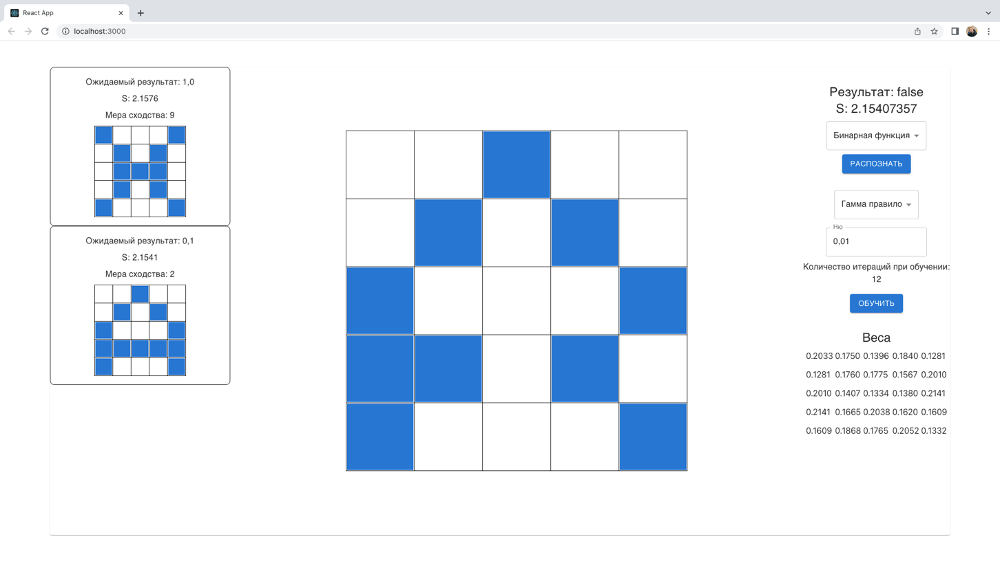 React App
localhost:3000
Ожидаемый результат: 1,0
S: 2.1576
Мера сходства: 9
Ожидаемый результат: 0,1
S: 2.1541
Мера сходства: 2
Результат: false
S: 2.15407357
Бинарная функция
РАСПОЗНАТЬ
Гамма правило
Ню
0,01
Количество итераций при обучении:
12
ОБУЧИТЬ
Веса
0.2033 0.1750 0.1396 0.1840 0.1281
0.1281 0.1760 0.1775 0.1567 0.2010
0.2010 0.1407 0.1334 0.1380 0.2141
0.2141 0.1665 0.2038 0.1620 0.1609
0.1609 0.1868 0.1765 0.2052 0.1332